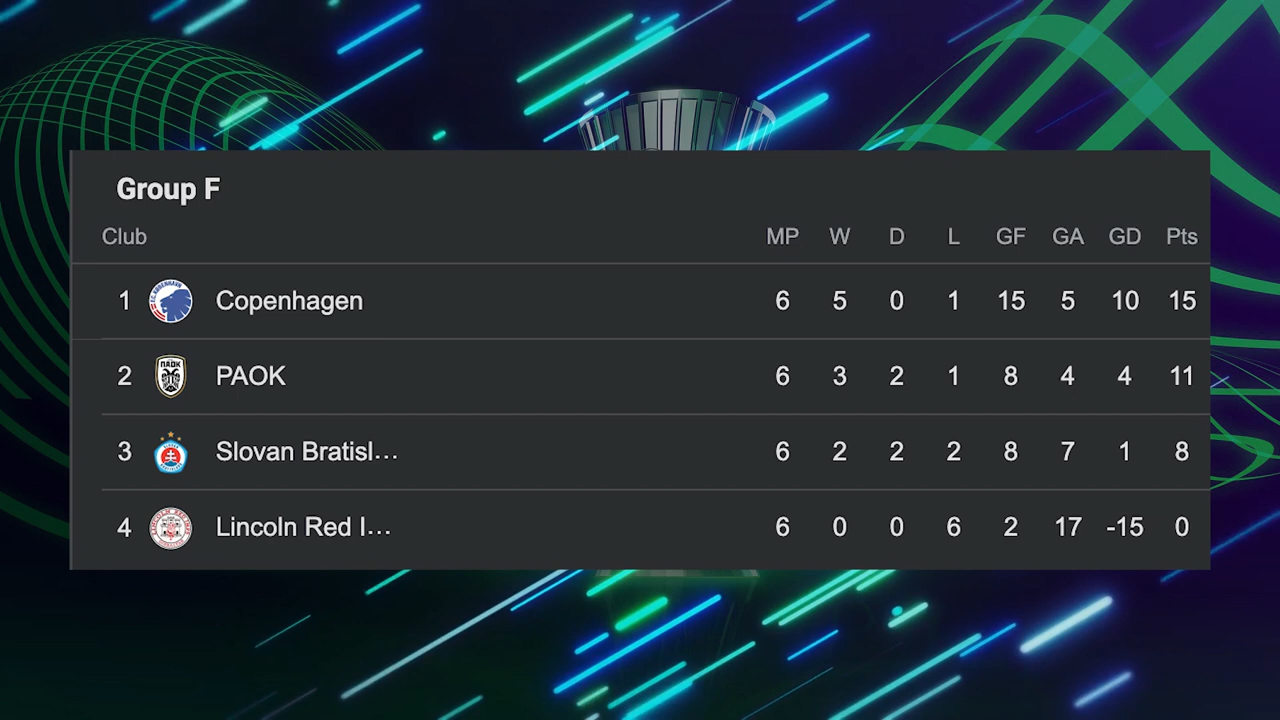 Group F
Club MP W D L GF GA GD Pts
1 Copenhagen 6 5 0 1 15 5 10 15
2 ΠΑΟΚ PAOK 6 3 2 1 8 4 4 11
3 Slovan Bratisl... 6 2 2 2 8 7 1 8
4 Lincoln Red I... 6 0 0 6 2 17 -15 0